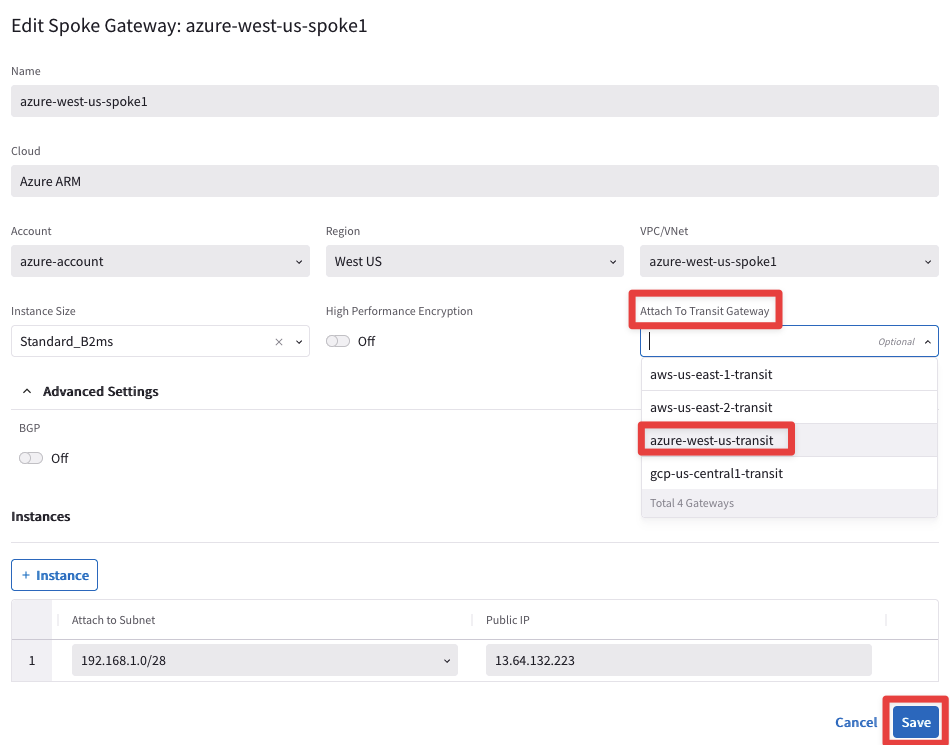 Edit Spoke Gateway: azure-west-us-spoke1
Name
azure-west-us-spoke1
Cloud
Azure ARM
Account
Region
VPC/VNet
azure-account
West US
azure-west-us-spoke1
Instance Size
High Performance Encryption
Attach To Transit Gateway
Standard_B2ms
Off
Optional
aws-us-east-1-transit
aws-us-east-2-transit
azure-west-us-transit
gcp-us-central1-transit
Total 4 Gateways
Advanced Settings
BGP
Off
Instances
+ Instance
Attach to Subnet
Public IP
1
192.168.1.0/28
13.64.132.223
Cancel
Save